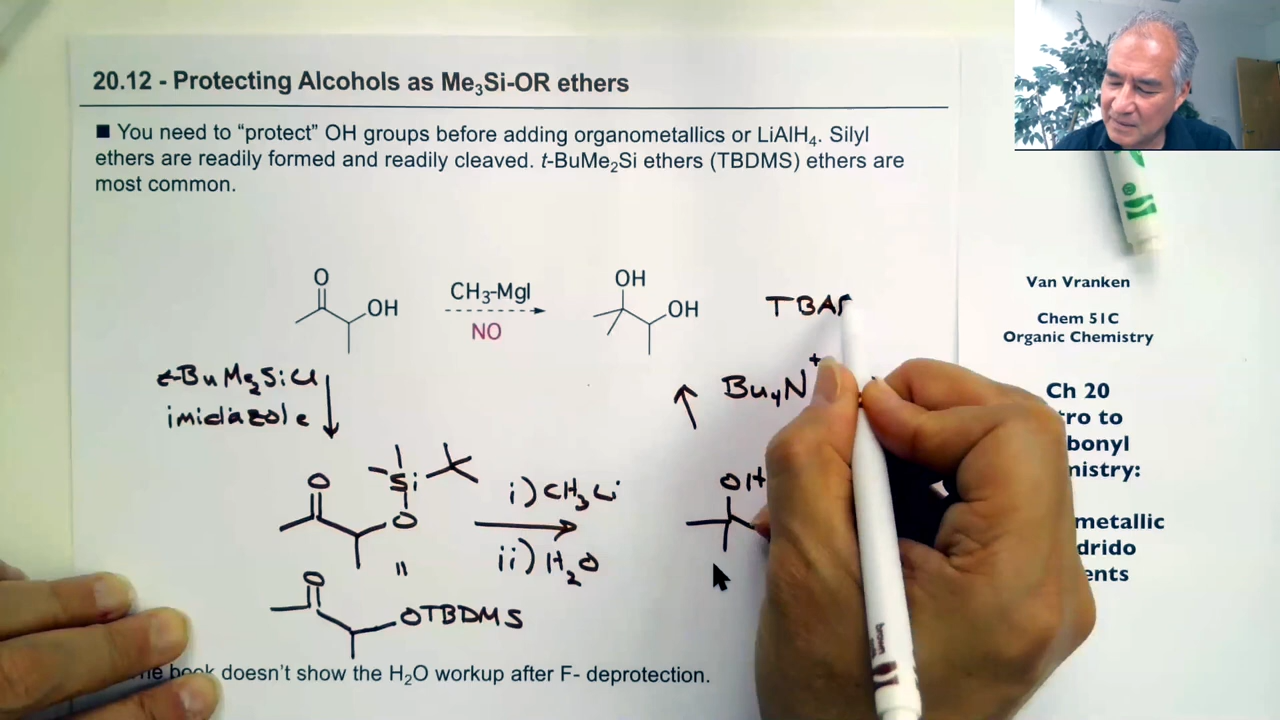 20.12 - Protecting Alcohols as Me₃Si-OR ethers
■ You need to “protect” OH groups before adding organometallics or LiAlH₄. Silyl
ethers are readily formed and readily cleaved. t-BuMe₂Si ethers (TBDMS) ethers are
most common.
O
OH
CH₃-MgI
NO
OH
OH
TBA
t-BuMe₂SiCl
imidazole
Bu₄N⁺
O
Si
O
i) CH₃Li
ii) H₂O
OH
"
O
OTBDMS
book doesn’t show the H₂O workup after F- deprotection.
Van Vranken
Chem 51C
Organic Chemistry
Ch 20